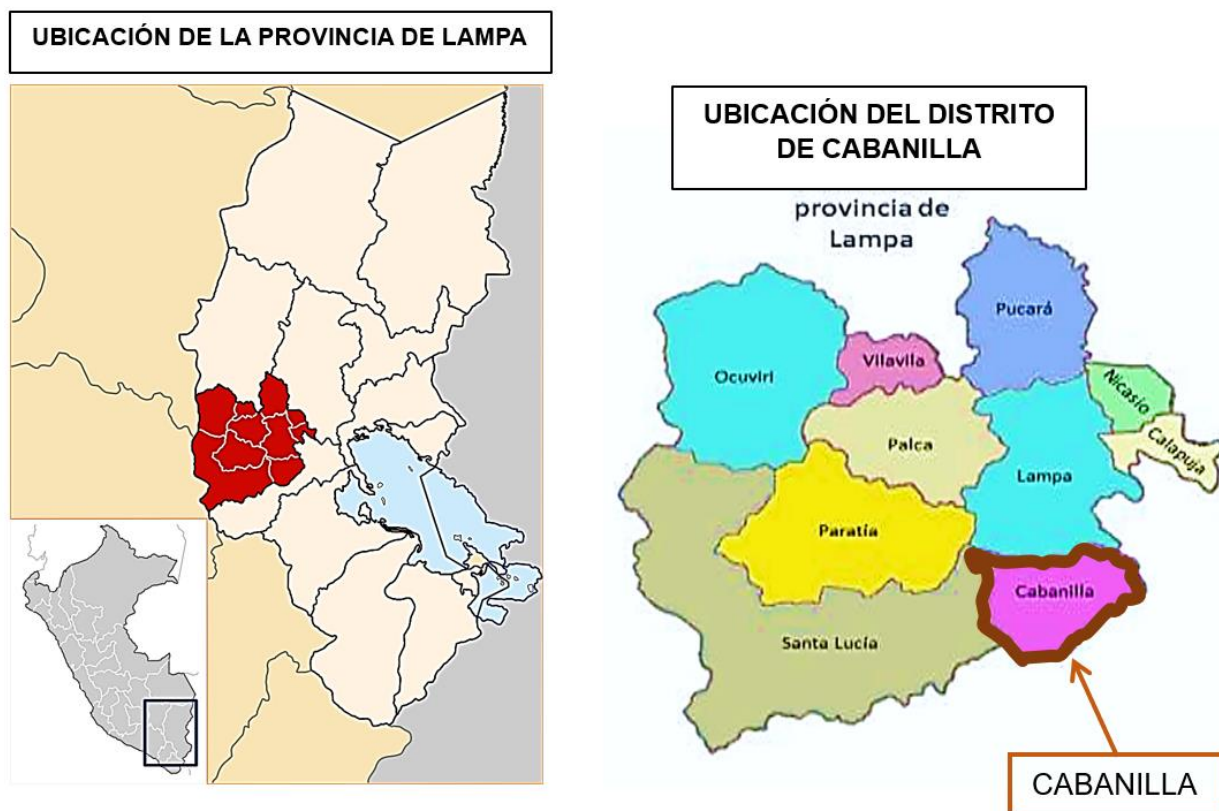 UBICACIÓN DE LA PROVINCIA DE LAMPA
UBICACIÓN DEL DISTRITO
DE CABANILLA
provincia de
Lampa
Pucará
Vilavila
Ocuviri
Nicasio
Palca
Calapuja
Lampa
Paratía
Cabanilla
Santa Lucía
CABANILLA